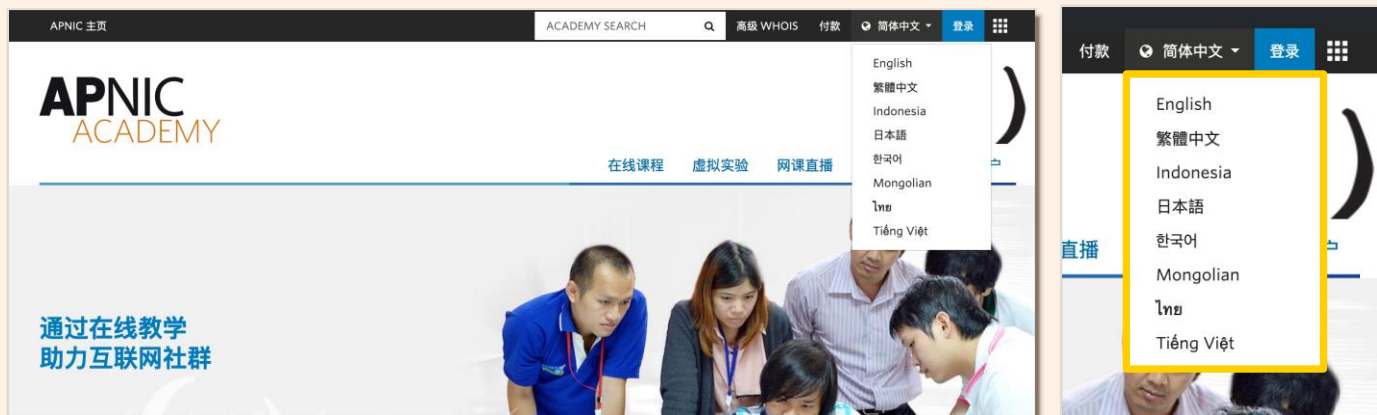 APNIC 主页
ACADEMY SEARCH
高级 WHOIS 付款 简体中文 登录
English
繁體中文
Indonesia
日本語
한국어
Mongolian
ไทย
Tiếng Việt
APNIC
ACADEMY
在线课程 虚拟实验 网课直播
通过在线教学
助力互联网社群
付款 简体中文 登录
English
繁體中文
Indonesia
日本語
한국어
Mongolian
ไทย
Tiếng Việt
直播